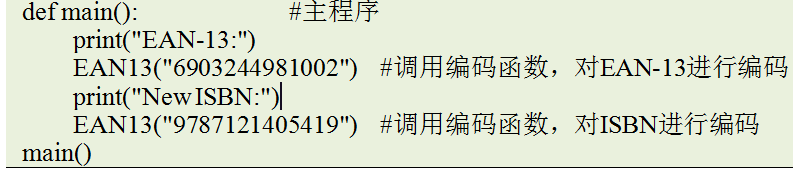 def main(): #主程序
print("EAN-13:")
EAN13("6903244981002") #调用编码函数，对EAN-13进行编码
print("New ISBN:")
EAN13("9787121405419") #调用编码函数，对ISBN进行编码
main()